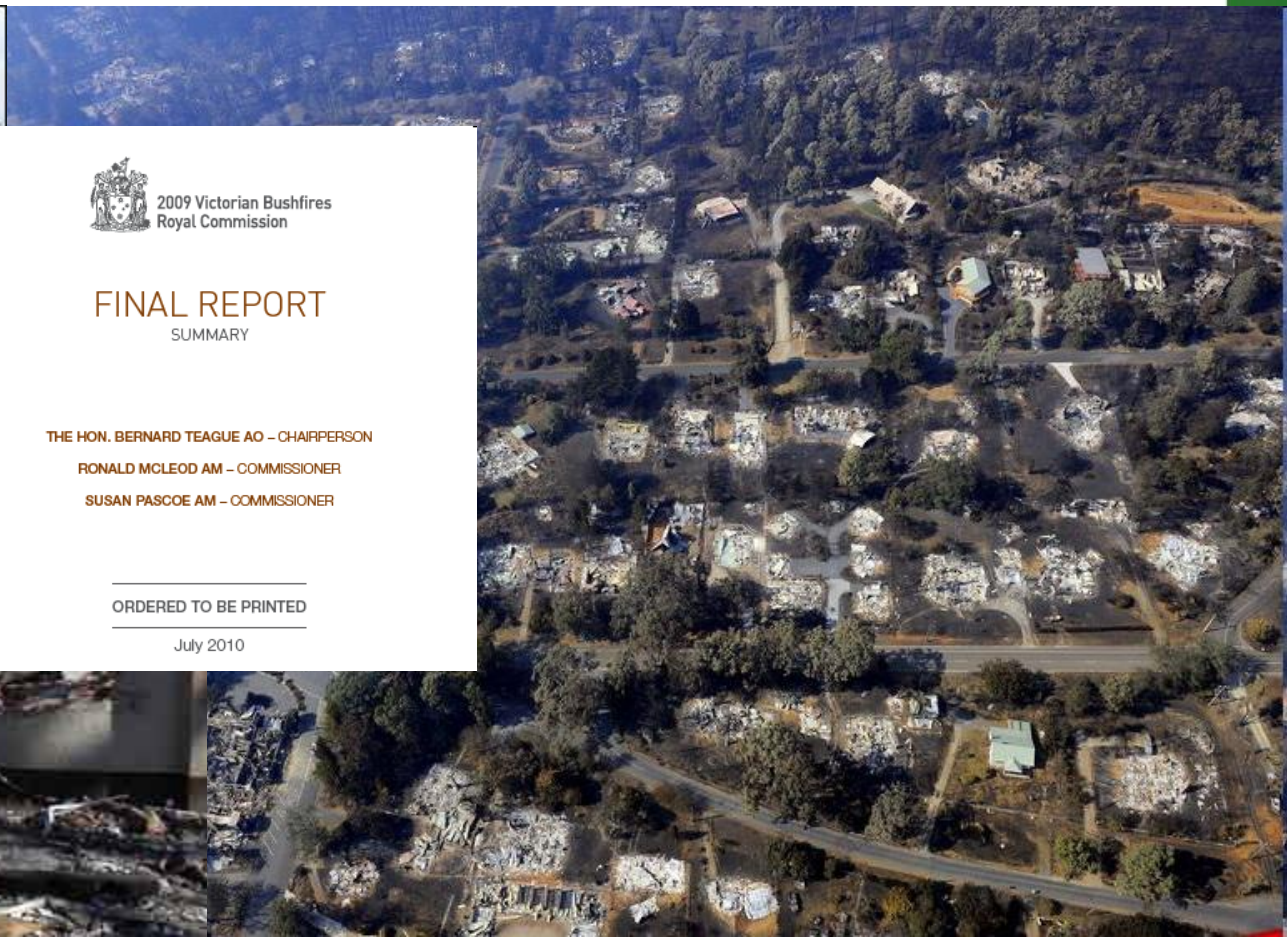 2009 Victorian Bushfires
Royal Commission
FINAL REPORT
SUMMARY
THE HON. BERNARD TEAGUE AO – CHAIRPERSON
RONALD MCLEOD AM – COMMISSIONER
SUSAN PASCOE AM – COMMISSIONER
ORDERED TO BE PRINTED
July 2010